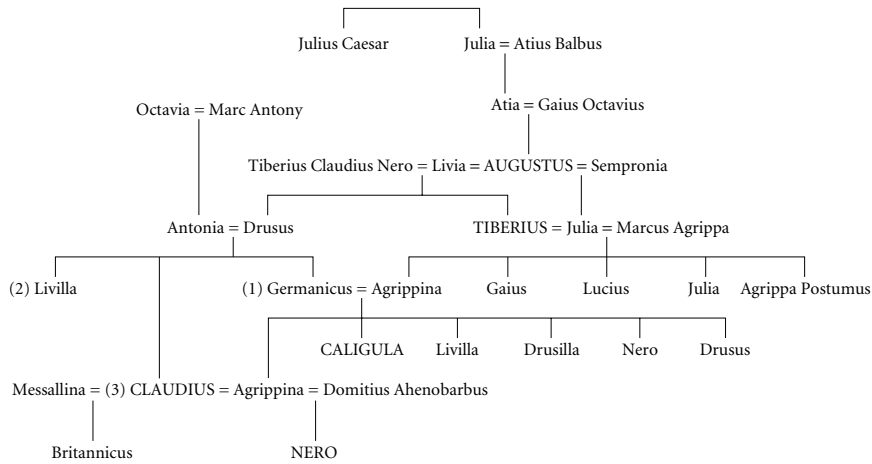 Julius Caesar Julia = Atius Balbus
Octavia = Marc Antony Atia = Gaius Octavius
Tiberius Claudius Nero = Livia = AUGUSTUS = Sempronia
Antonia = Drusus TIBERIUS = Julia = Marcus Agrippa
(2) Livilla (1) Germanicus = Agrippina Gaius Lucius Julia Agrippa Postumus
CALIGULA Livilla Drusilla Nero Drusus
Messallina = (3) CLAUDIUS = Agrippina = Domitius Ahenobarbus
Britannicus NERO